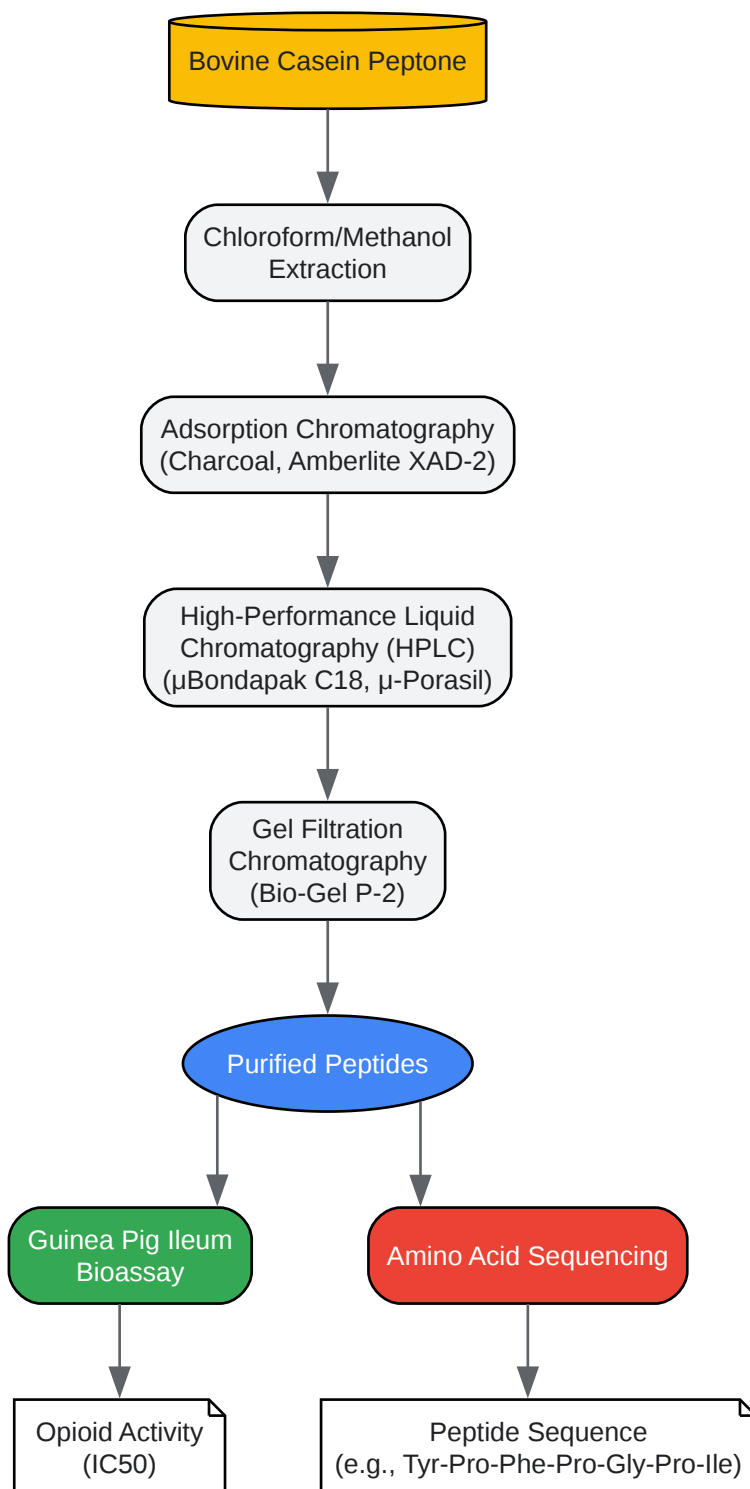 Bovine Casein Peptone
Chloroform/Methanol
Extraction
Adsorption Chromatography
(Charcoal, Amberlite XAD-2)
High-Performance Liquid
Chromatography (HPLC)
(µBondapak C18, µ-Porasil)
Gel Filtration
Chromatography
(Bio-Gel P-2)
Purified Peptides
Guinea Pig Ileum
Bioassay
Amino Acid Sequencing
Opioid Activity
(IC50)
Peptide Sequence
(e.g., Tyr-Pro-Phe-Pro-Gly-Pro-Ile)